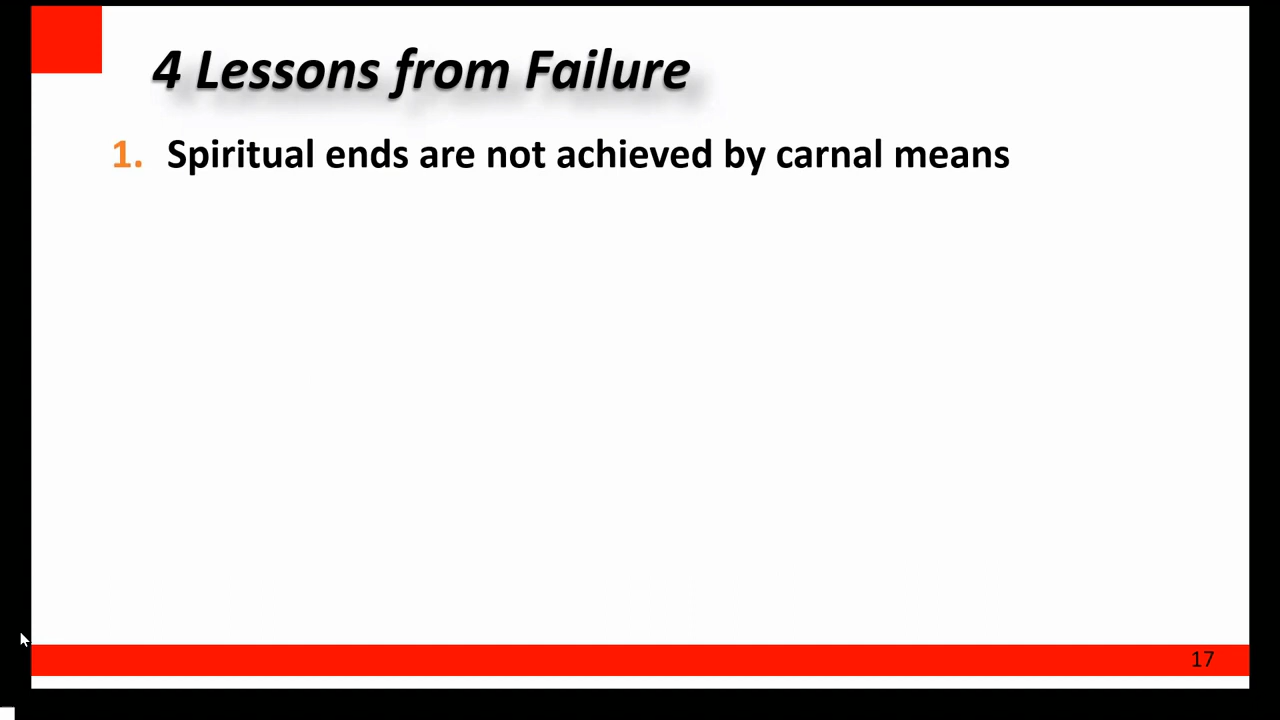 4 Lessons from Failure
1. Spiritual ends are not achieved by carnal means
17